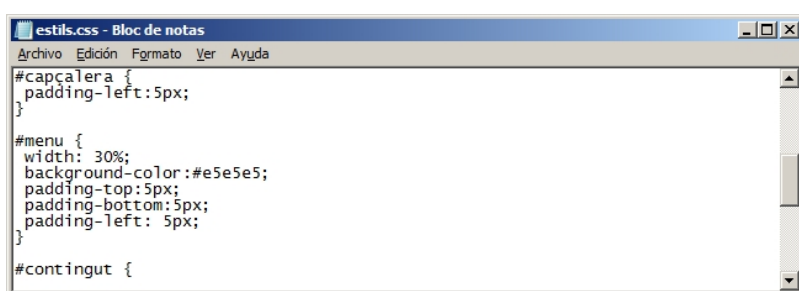 estils.css - Bloc de notas
Archivo Edición Formato Ver Ayuda
#capçalera {
 padding-left:5px;
}

#menu {
 width: 30%;
 background-color:#e5e5e5;
 padding-top:5px;
 padding-bottom:5px;
 padding-left: 5px;
}

#contingut {